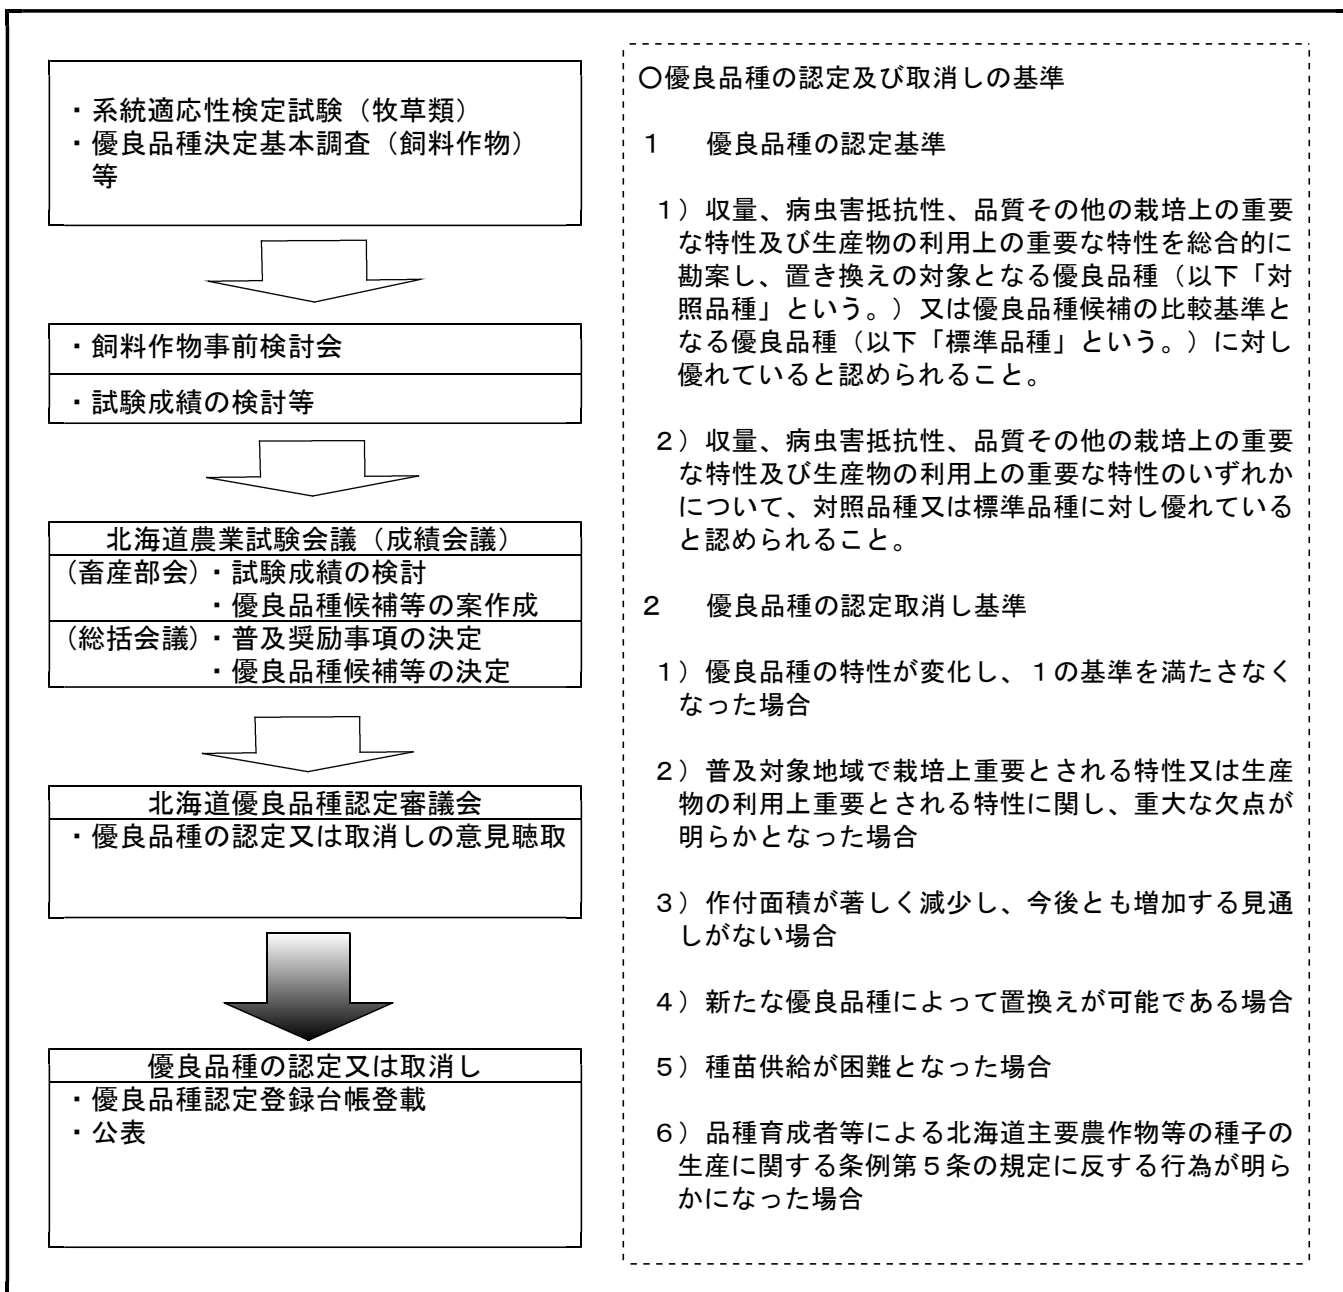 ・系統適応性検定試験（牧草類）
・優良品種決定基本調査（飼料作物）
等
・飼料作物事前検討会
・試験成績の検討等
北海道農業試験会議（成績会議）
（畜産部会）・試験成績の検討
・優良品種候補等の案作成
（総括会議）・普及奨励事項の決定
・優良品種候補等の決定
北海道優良品種認定審議会
・優良品種の認定又は取消しの意見聴取
優良品種の認定又は取消し
・優良品種認定登録台帳登載
・公表
○優良品種の認定及び取消しの基準
１　優良品種の認定基準
１）収量、病虫害抵抗性、品質その他の栽培上の重要
な特性及び生産物の利用上の重要な特性を総合的に
勘案し、置き換えの対象となる優良品種（以下「対
照品種」という。）又は優良品種候補の比較基準と
なる優良品種（以下「標準品種」という。）に対し
優れていると認められること。
２）収量、病虫害抵抗性、品質その他の栽培上の重要
な特性及び生産物の利用上の重要な特性のいずれか
について、対照品種又は標準品種に対し優れている
と認められること。
２　優良品種の認定取消し基準
１）優良品種の特性が変化し、１の基準を満たさなく
なった場合
２）普及対象地域で栽培上重要とされる特性又は生産
物の利用上重要とされる特性に関し、重大な欠点が
明らかとなった場合
３）作付面積が著しく減少し、今後とも増加する見通
しがない場合
４）新たな優良品種によって置換えが可能である場合
５）種苗供給が困難となった場合
６）品種育成者等による北海道主要農作物等の種子の
生産に関する条例第５条の規定に反する行為が明ら
かになった場合